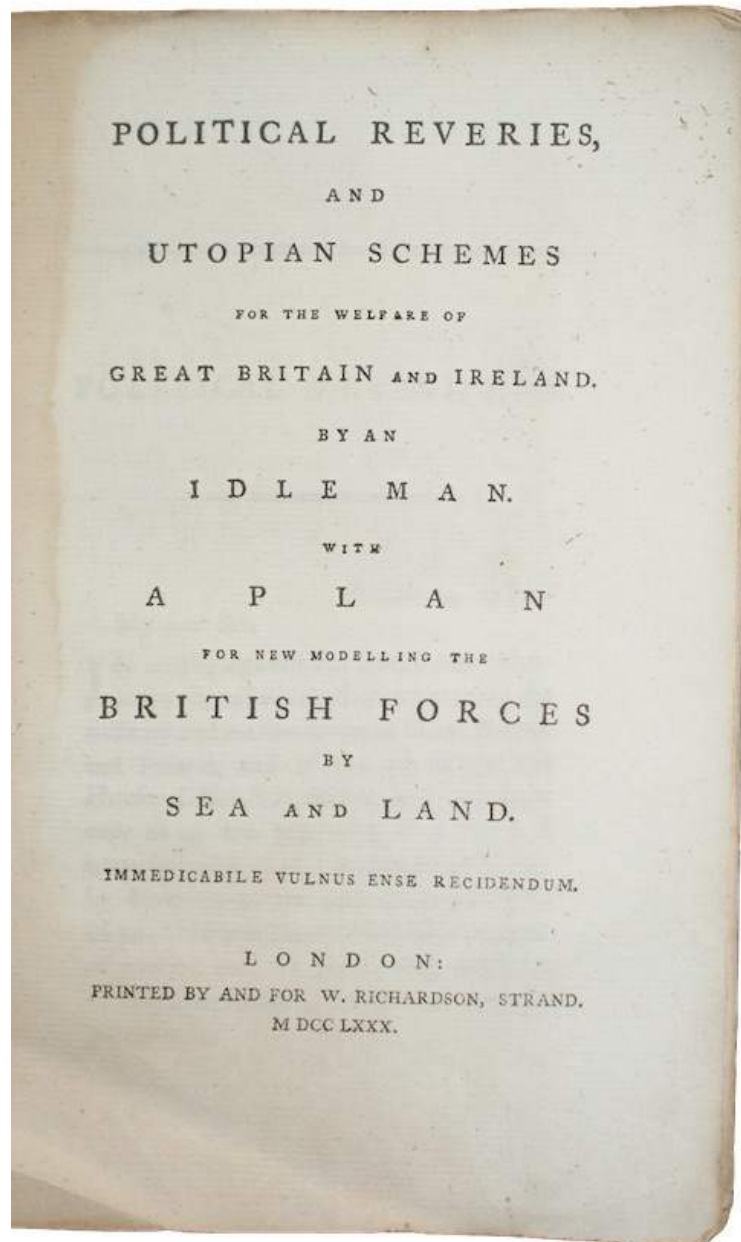 POLITICAL REVERIES,
AND
UTOPIAN SCHEMES
FOR THE WELFARE OF
GREAT BRITAIN AND IRELAND.
BY AN
IDLE MAN.
WITH
A PLAN
FOR NEW MODELLING THE
BRITISH FORCES
BY
SEA AND LAND.
IMMEDICABILE VULNUS ENSE RECIDENDUM.
LONDON:
PRINTED BY AND FOR W. RICHARDSON, STRAND.
M DCC LXXX.